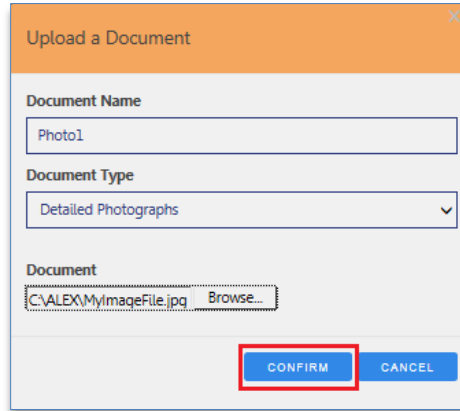 Upload a Document
Document Name
Photo1
Document Type
Detailed Photographs
Document
C:\ALEX\MyImageFile.jpg Browse...
CONFIRM CANCEL